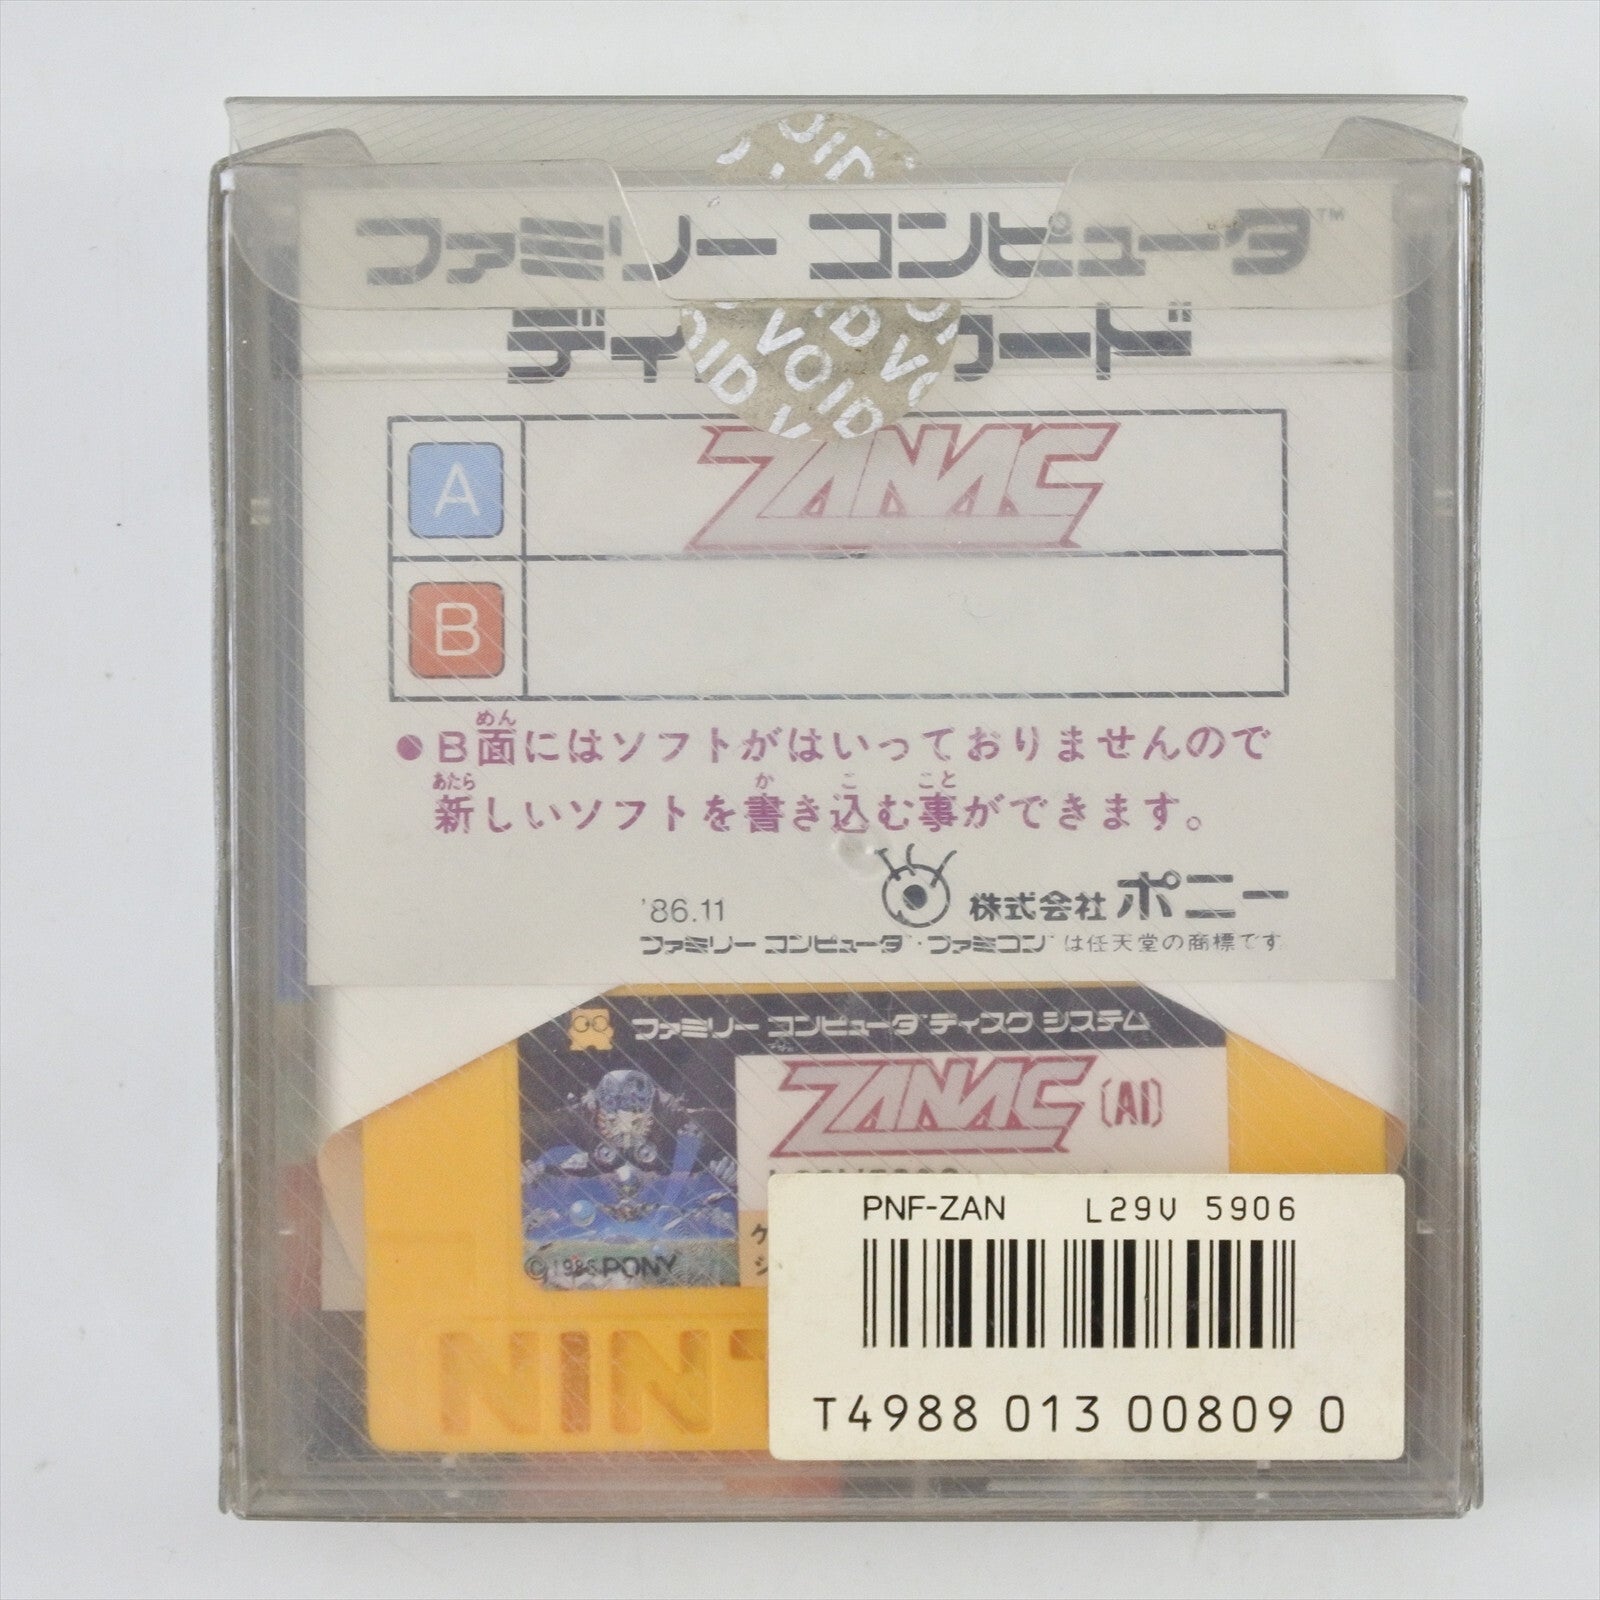 ファミリー コンピュータ™
ディ カード
VOID VOID
A ZANAC
B
●B面にはソフトがはいっておりませんので
新しいソフトを書き込む事ができます。
'86.11 株式会社ポニー
ファミリー コンピュータ・ファミコン は任天堂の商標です
ファミリー コンピュータ ディスク システム
ZANAC (AI)
© 1986 PONY
NIN
PNF-ZAN L29V 5906
T4988 013 00809 0